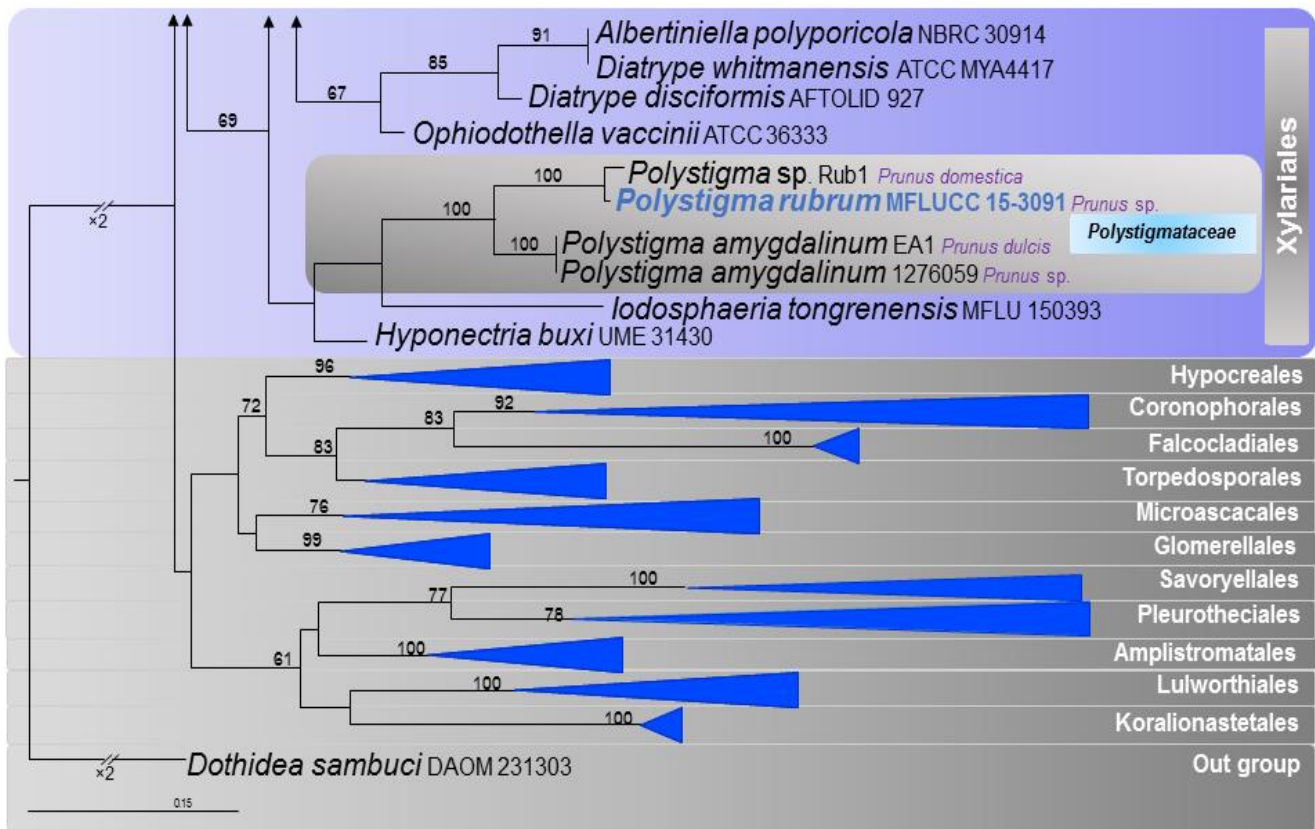 91
Albertiniella polyporicola NBRC 30914
85
Diatrype whitmanensis ATCC MYA4417
67
Diatrype disciformis AFTOLID 927
69
Ophiodothella vaccinii ATCC 36333
Xylariales
100
Polystigma sp. Rub1 Prunus domestica
Polystigma rubrum MFLUCC 15-3091 Prunus sp.
×2
100
Polystigmataceae
100
Polystigma amygdalinum EA1 Prunus dulcis
Polystigma amygdalinum 1276059 Prunus sp.
Iodosphaeria tongrenensis MFLU 150393
Hyponectria buxi UME 31430
96
Hypocreales
72
92
Coronophorales
83
100
Falcocladiales
83
Torpedosporales
76
Microascacales
99
Glomerellales
100
Savoryellales
77
78
Pleurotheciales
61
100
Amplistromatales
100
Lulworthiales
100
Koralionastetales
×2
Dothidea sambuci DAOM 231303
Out group
0.15